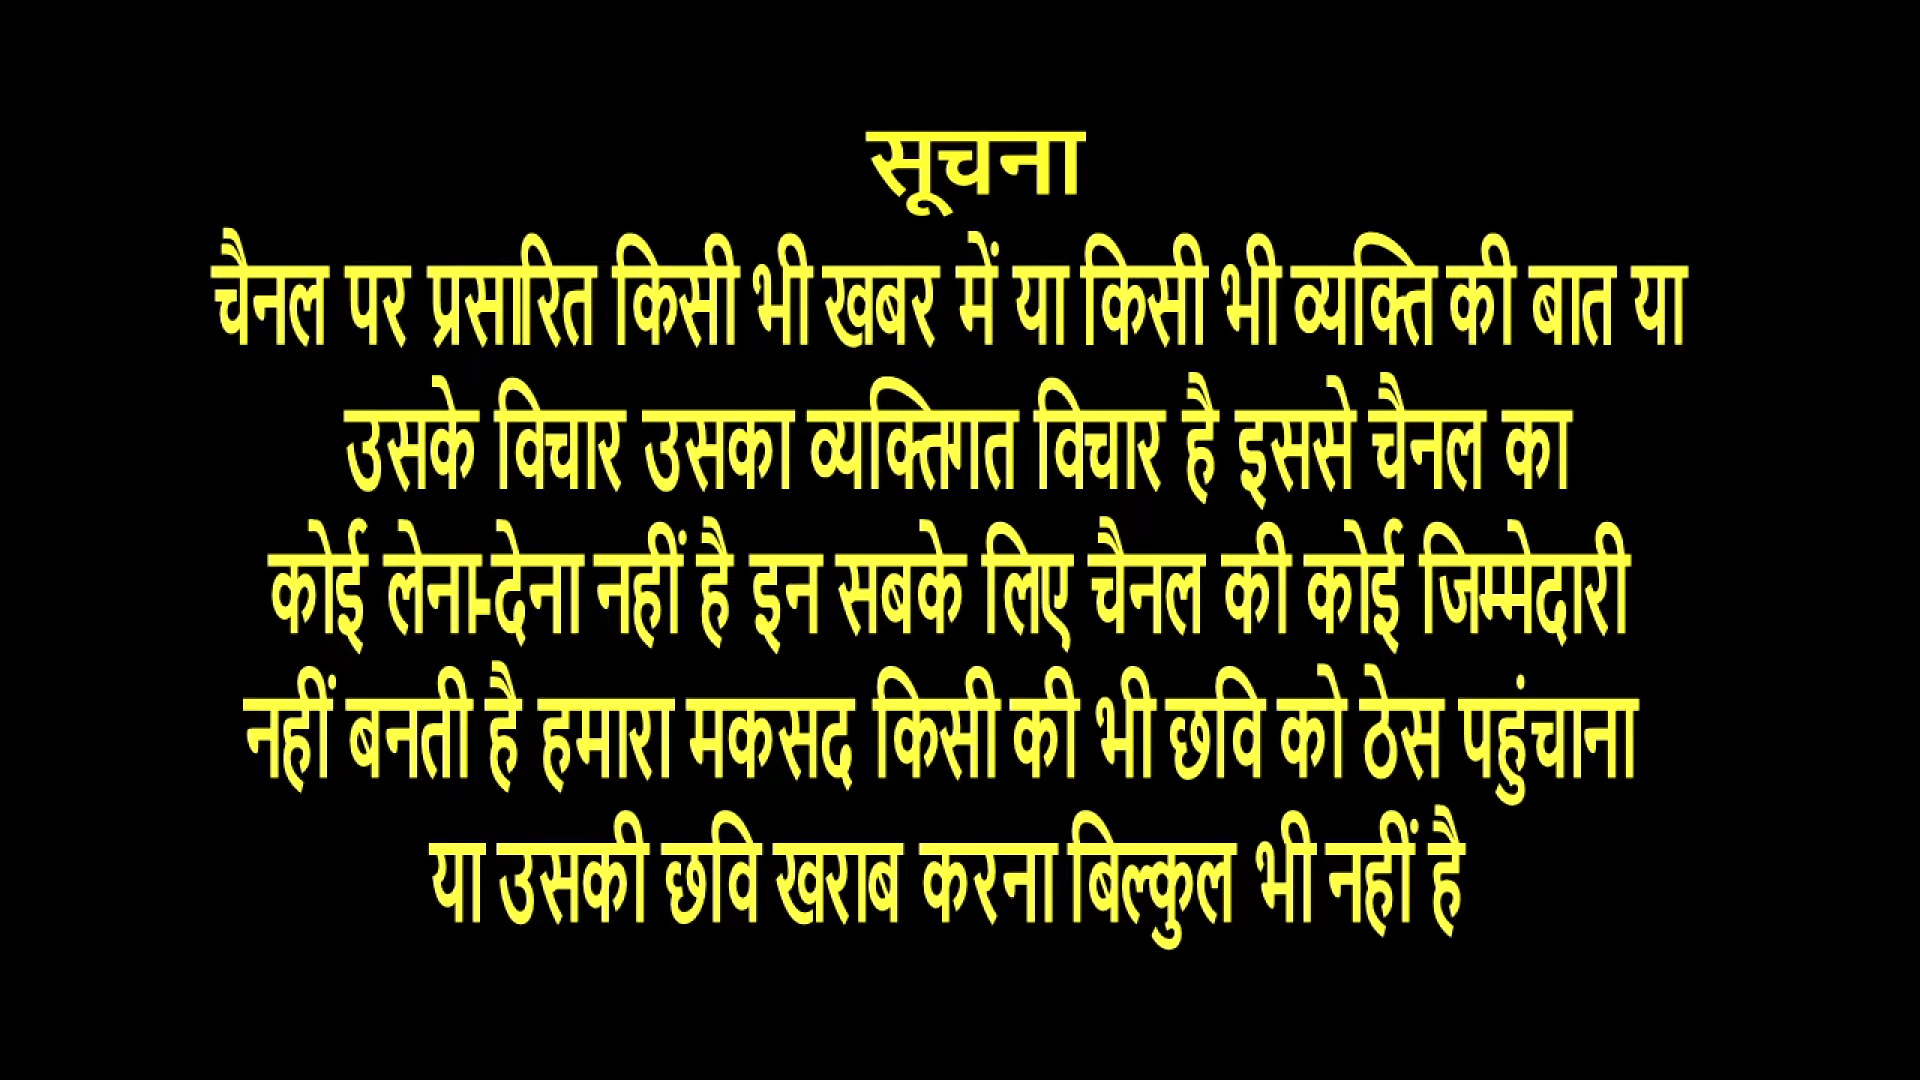 सूचना
चैनल पर प्रसारित किसी भी खबर में या किसी भी व्यक्ति की बात या
उसके विचार उसका व्यक्तिगत विचार है इससे चैनल का
कोई लेना-देना नहीं है इन सबके लिए चैनल की कोई जिम्मेदारी
नहीं बनती है हमारा मकसद किसी की भी छवि को ठेस पहुंचाना
या उसकी छवि खराब करना बिल्कुल भी नहीं है